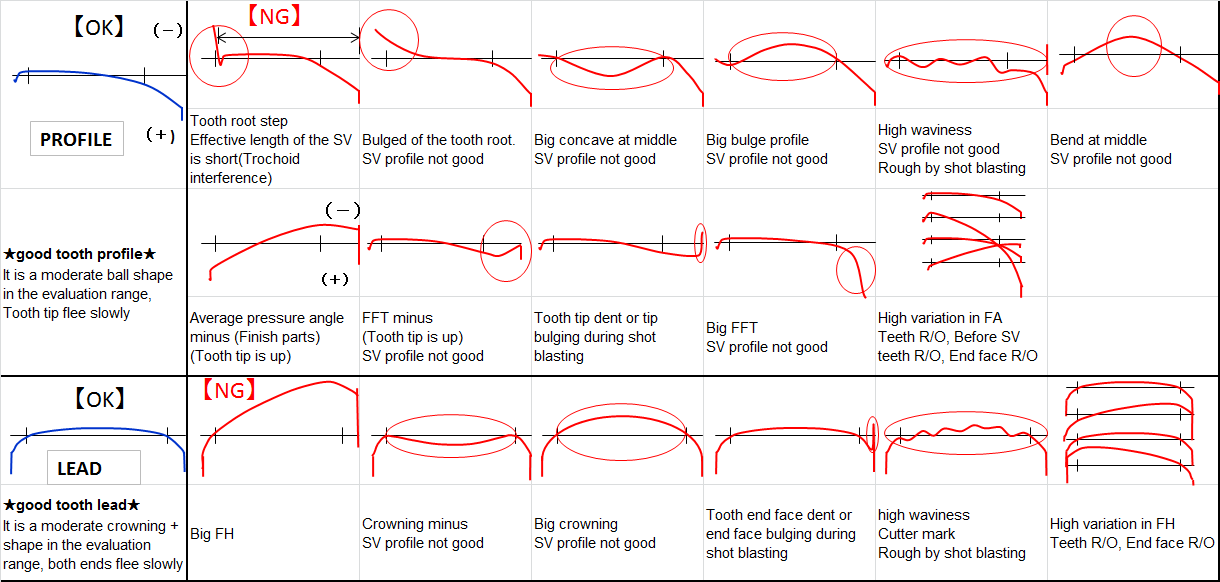 【OK】
(−)
【NG】
PROFILE
(+)
Tooth root step
Effective length of the SV
is short(Trochoid
interference)
Bulged of the tooth root.
SV profile not good
Big concave at middle
SV profile not good
Big bulge profile
SV profile not good
High waviness
SV profile not good
Rough by shot blasting
Bend at middle
SV profile not good
★good tooth profile★
It is a moderate ball shape
in the evaluation range,
Tooth tip flee slowly
(−)
(+)
Average pressure angle
minus (Finish parts)
(Tooth tip is up)
FFT minus
(Tooth tip is up)
SV profile not good
Tooth tip dent or tip
bulging during shot
blasting
Big FFT
SV profile not good
High variation in FA
Teeth R/O, Before SV
teeth R/O, End face R/O
【OK】
【NG】
LEAD
★good tooth lead★
It is a moderate crowning +
shape in the evaluation
range, both ends flee slowly
Big FH
Crowning minus
SV profile not good
Big crowning
SV profile not good
Tooth end face dent or
end face bulging during
shot blasting
high waviness
Cutter mark
Rough by shot blasting
High variation in FH
Teeth R/O, End face R/O